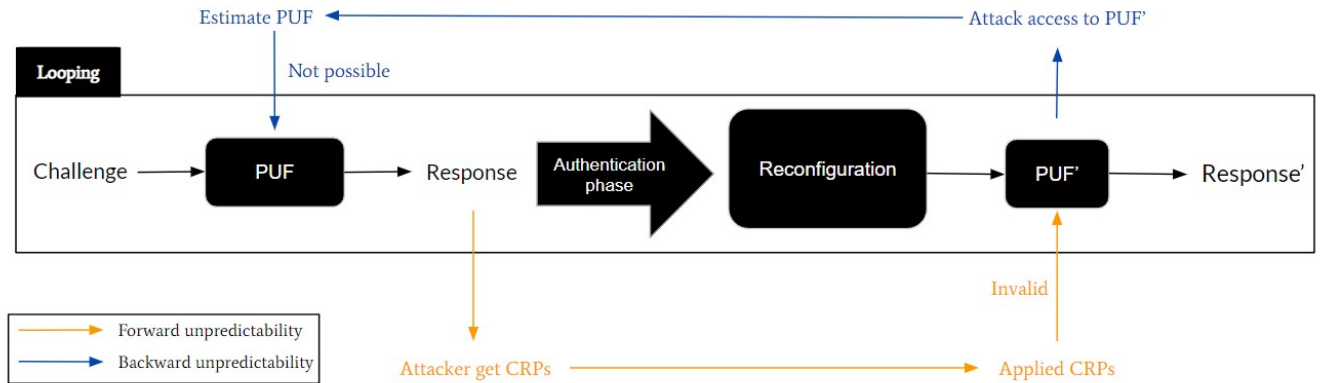 Estimate PUF
Attack access to PUF’
Not possible
Looping
Challenge
PUF
Response
Authentication
phase
Reconfiguration
PUF'
Response’
Invalid
Forward unpredictability
Backward unpredictability
Attacker get CRPs
Applied CRPs